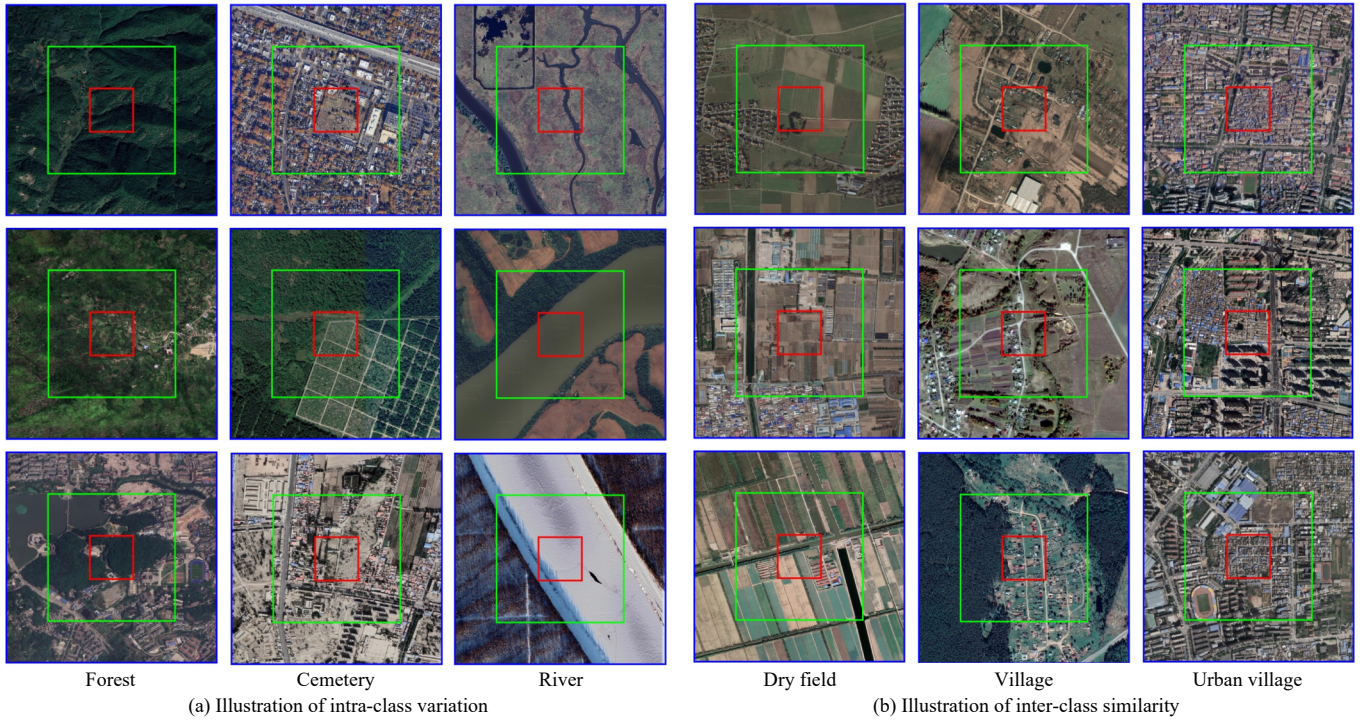 Forest Cemetery River Dry field Village Urban village
(a) Illustration of intra-class variation (b) Illustration of inter-class similarity